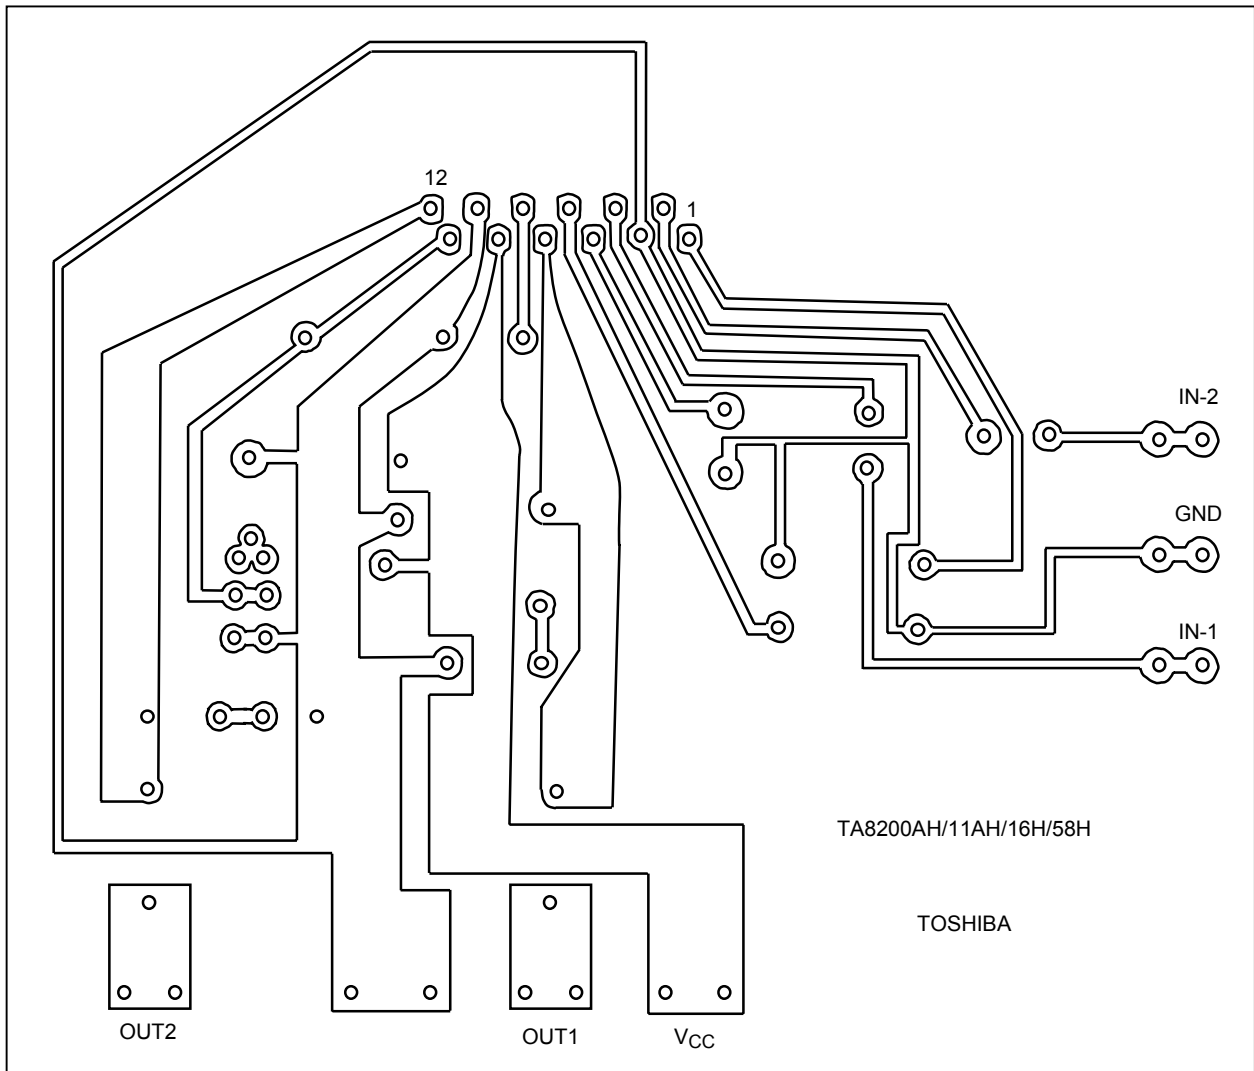 12
1
IN-2
GND
IN-1
TA8200AH/11AH/16H/58H
TOSHIBA
OUT2
OUT1
VCC